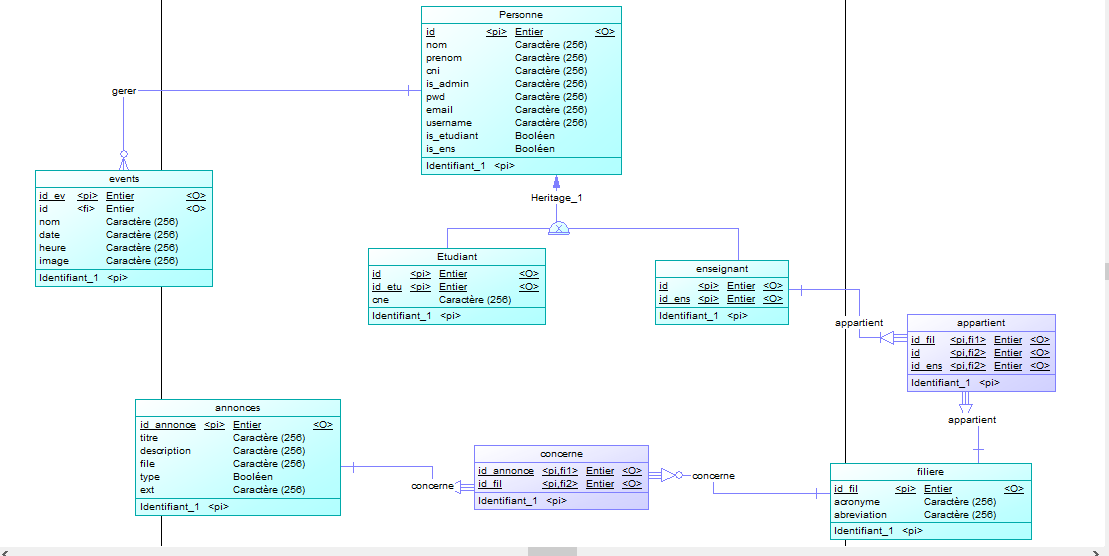 Personne
id <pi> Entier <O>
nom Caractère (256)
prenom Caractère (256)
cni Caractère (256)
is_admin Caractère (256)
pwd Caractère (256)
email Caractère (256)
username Caractère (256)
is_etudiant Booléen
is_ens Booléen
Identifiant_1 <pi>
gerer
events
id_ev <pi> Entier <O>
id <fi> Entier <O>
nom Caractère (256)
date Caractère (256)
heure Caractère (256)
image Caractère (256)
Identifiant_1 <pi>
Heritage_1
Etudiant
id <pi> Entier <O>
id_etu <pi> Entier <O>
cne Caractère (256)
Identifiant_1 <pi>
enseignant
id <pi> Entier <O>
id_ens <pi> Entier <O>
Identifiant_1 <pi>
appartient
appartient
id_fil <pi,fi1> Entier <O>
id <pi,fi2> Entier <O>
id_ens <pi,fi2> Entier <O>
Identifiant_1 <pi>
appartient
annonces
id_annonce <pi> Entier <O>
titre Caractère (256)
description Caractère (256)
file Caractère (256)
type Booléen
ext Caractère (256)
Identifiant_1 <pi>
concerne
concerne
id_annonce <pi,fi1> Entier <O>
id_fil <pi,fi2> Entier <O>
Identifiant_1 <pi>
concerne
filiere
id_fil <pi> Entier <O>
acronyme Caractère (256)
abreviation Caractère (256)
Identifiant_1 <pi>